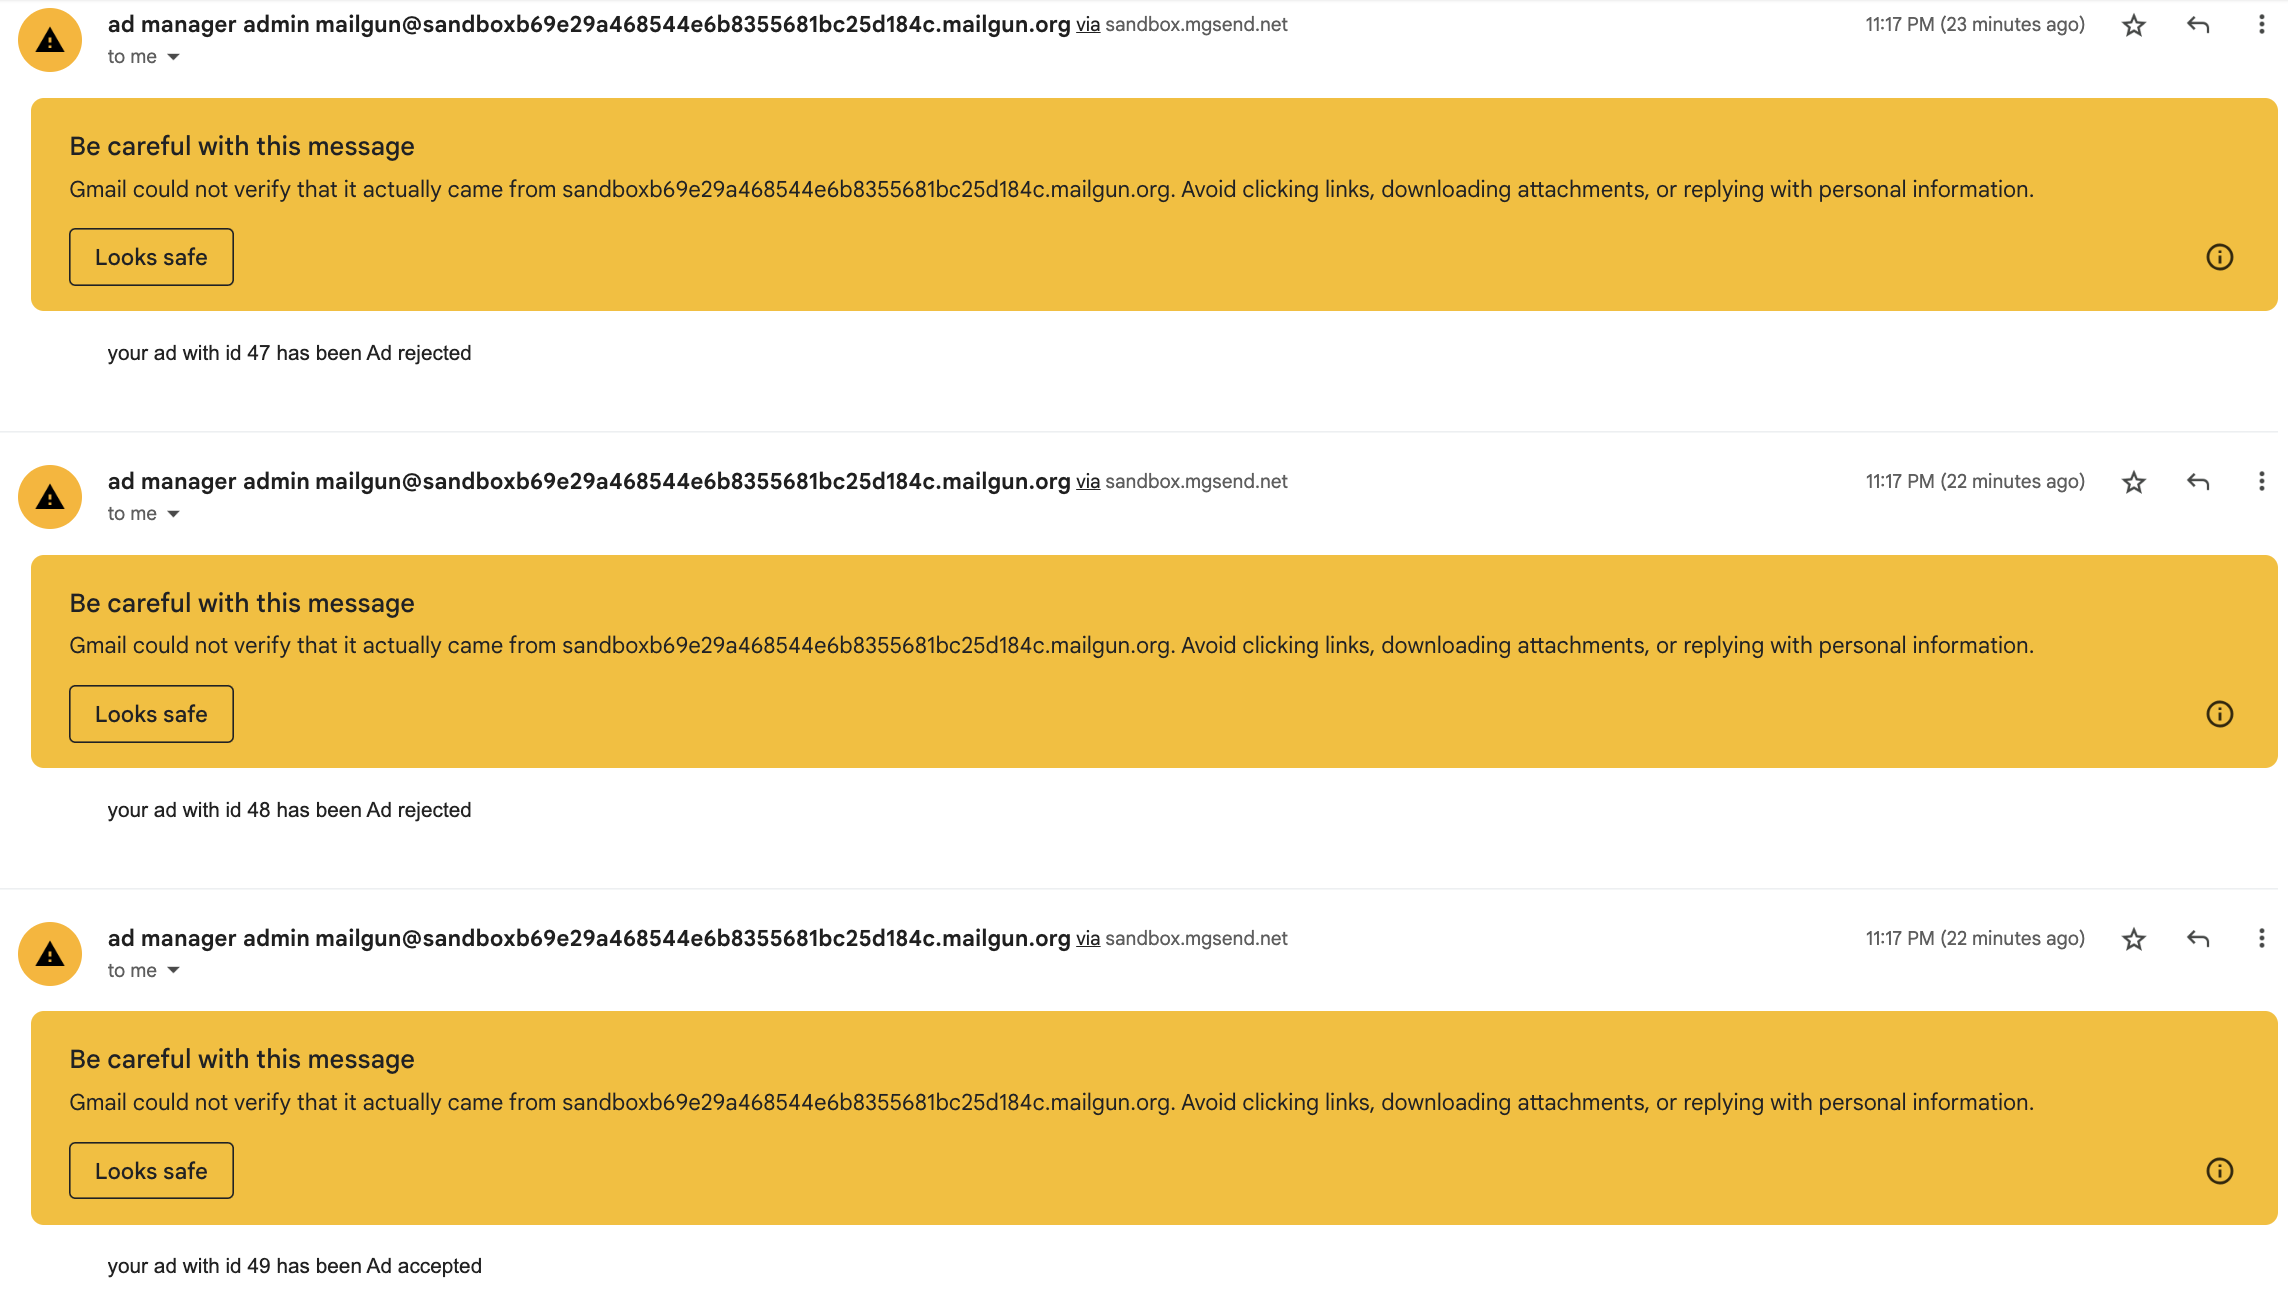 ad manager admin mailgun@sandboxb69e29a468544e6b8355681bc25d184c.mailgun.org via sandbox.mgsend.net 11:17 PM (23 minutes ago)
to me
Be careful with this message
Gmail could not verify that it actually came from sandboxb69e29a468544e6b8355681bc25d184c.mailgun.org. Avoid clicking links, downloading attachments, or replying with personal information.
Looks safe
your ad with id 47 has been Ad rejected
ad manager admin mailgun@sandboxb69e29a468544e6b8355681bc25d184c.mailgun.org via sandbox.mgsend.net 11:17 PM (22 minutes ago)
to me
Be careful with this message
Gmail could not verify that it actually came from sandboxb69e29a468544e6b8355681bc25d184c.mailgun.org. Avoid clicking links, downloading attachments, or replying with personal information.
Looks safe
your ad with id 48 has been Ad rejected
ad manager admin mailgun@sandboxb69e29a468544e6b8355681bc25d184c.mailgun.org via sandbox.mgsend.net 11:17 PM (22 minutes ago)
to me
Be careful with this message
Gmail could not verify that it actually came from sandboxb69e29a468544e6b8355681bc25d184c.mailgun.org. Avoid clicking links, downloading attachments, or replying with personal information.
Looks safe
your ad with id 49 has been Ad accepted